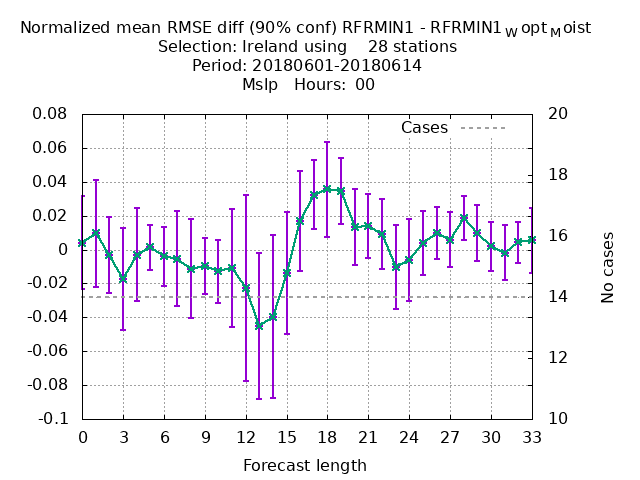 Normalized mean RMSE diff (90% conf) RFRMIN1 - RFRMIN1WoptMoist
Selection: Ireland using 28 stations
Period: 20180601-20180614
Mslp Hours: 00
Cases
0.08
0.06
0.04
0.02
0
-0.02
-0.04
-0.06
-0.08
-0.1
20
18
16
14
12
10
No cases
0 3 6 9 12 15 18 21 24 27 30 33
Forecast length